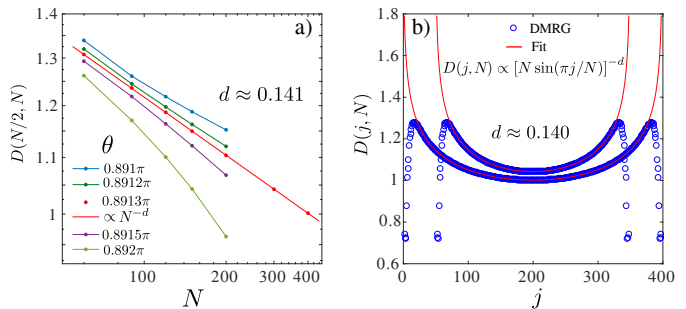 a)
D(N/2, N)
1.4
1.3
1.2
1.1
1
d ≈ 0.141
θ
0.891π
0.8912π
0.8913π
∝ N^{-d}
0.8915π
0.892π
100
200
300
400
N
b)
D(j, N)
1.8
1.6
1.4
1.2
1
0.8
0.6
DMRG
Fit
D(j, N) ∝ [N sin(πj/N)]^{-d}
d ≈ 0.140
0
100
200
300
400
j